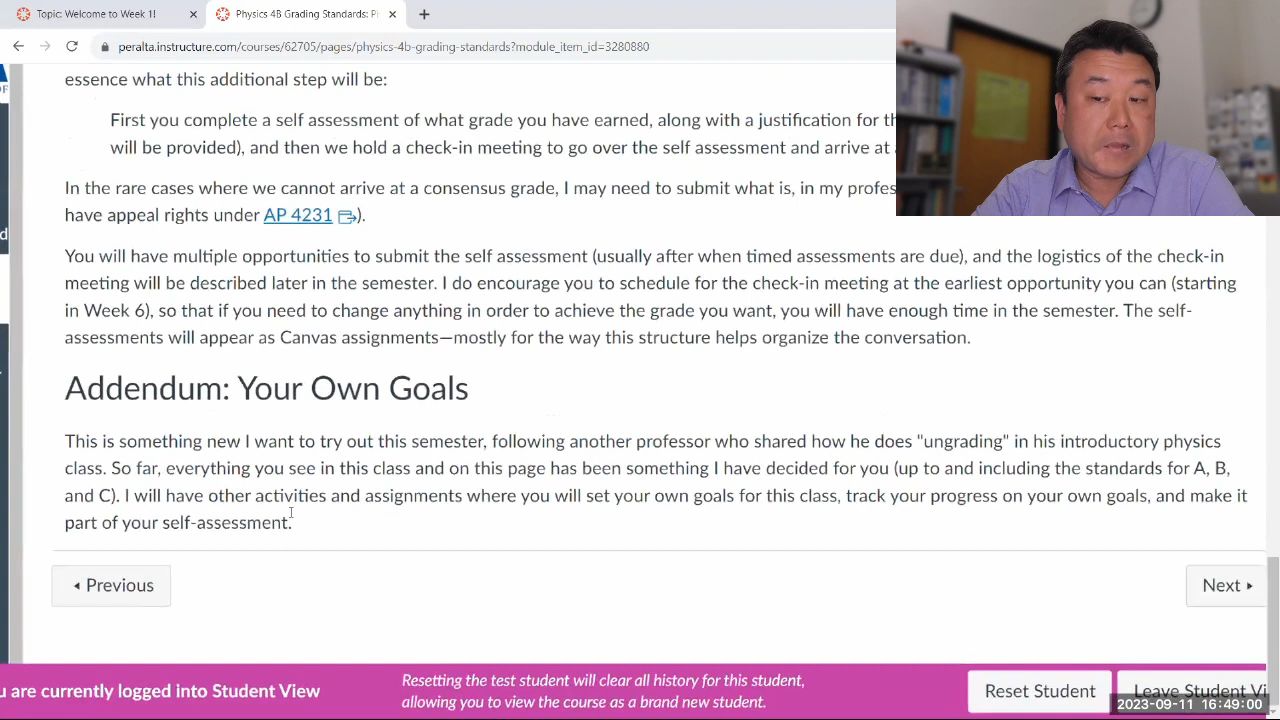 Topic: Welcome to Week 1!
Physics 4B Grading Standards: P
peralta.instructure.com/courses/62705/pages/physics-4b-grading-standards?module_item_id=3280880
essence what this additional step will be:
First you complete a self assessment of what grade you have earned, along with a justification for
will be provided), and then we hold a check-in meeting to go over the self assessment and arrive at
In the rare cases where we cannot arrive at a consensus grade, I may need to submit what is, in my
have appeal rights under AP 4231 ).
You will have multiple opportunities to submit the self assessment (usually after when timed assessments are due), and the logistics of the check-in
meeting will be described later in the semester. I do encourage you to schedule for the check-in meeting at the earliest opportunity you can (starting
in Week 6), so that if you need to change anything in order to achieve the grade you want, you will have enough time in the semester. The self-
assessments will appear as Canvas assignments—mostly for the way this structure helps organize the conversation.
Addendum: Your Own Goals
This is something new I want to try out this semester, following another professor who shared how he does "ungrading" in his introductory physics
class. So far, everything you see in this class and on this page has been something I have decided for you (up to and including the standards for A, B,
and C). I will have other activities and assignments where you will set your own goals for this class, track your progress on your own goals, and make it
part of your self-assessment.
Previous
Next
u are currently logged into Student View
Resetting the test student will clear all history for this student,
allowing you to view the course as a brand new student.
Reset Student
Leave Student Vi
2023-09-11 16:49:00